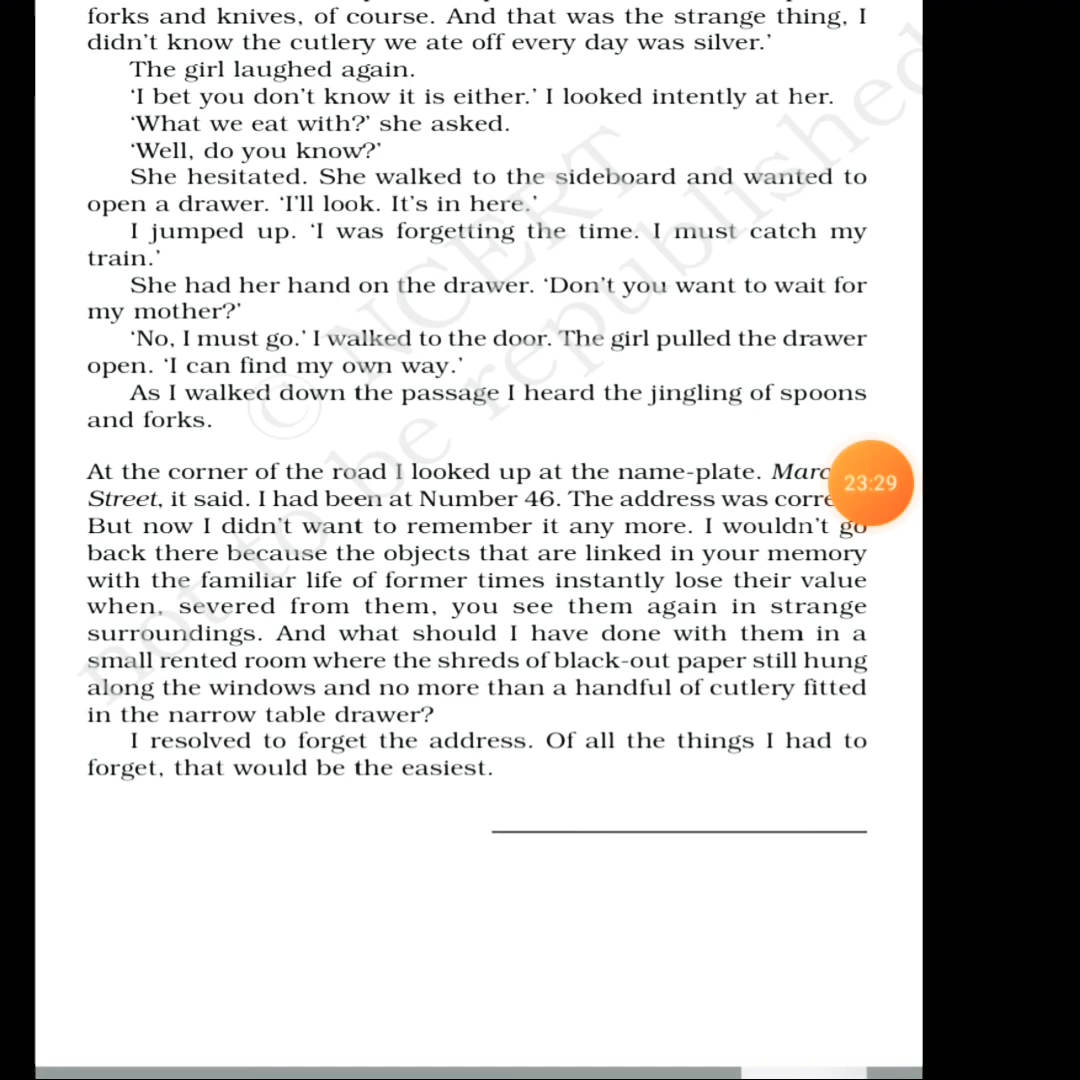 forks and knives, of course. And that was the strange thing, I
didn't know the cutlery we ate off every day was silver.'
The girl laughed again.
'I bet you don't know it is either.' I looked intently at her.
'What we eat with?' she asked.
'Well, do you know?'
She hesitated. She walked to the sideboard and wanted to
open a drawer. 'I'll look. It's in here.'
I jumped up. 'I was forgetting the time. I must catch my
train.'
She had her hand on the drawer. 'Don't you want to wait for
my mother?'
'No, I must go.' I walked to the door. The girl pulled the drawer
open. 'I can find my own way.'
As I walked down the passage I heard the jingling of spoons
and forks.
At the corner of the road I looked up at the name-plate.
Street, it said. I had been at Number 46. The address was
23:29
But now I didn't want to remember it any more. I wouldn't go
back there because the objects that are linked in your memory
with the familiar life of former times instantly lose their value
when, severed from them, you see them again in strange
surroundings. And what should I have done with them in a
small rented room where the shreds of black-out paper still hung
along the windows and no more than a handful of cutlery fitted
in the narrow table drawer?
I resolved to forget the address. Of all the things I had to
forget, that would be the easiest.
© NCERT
not to be republished